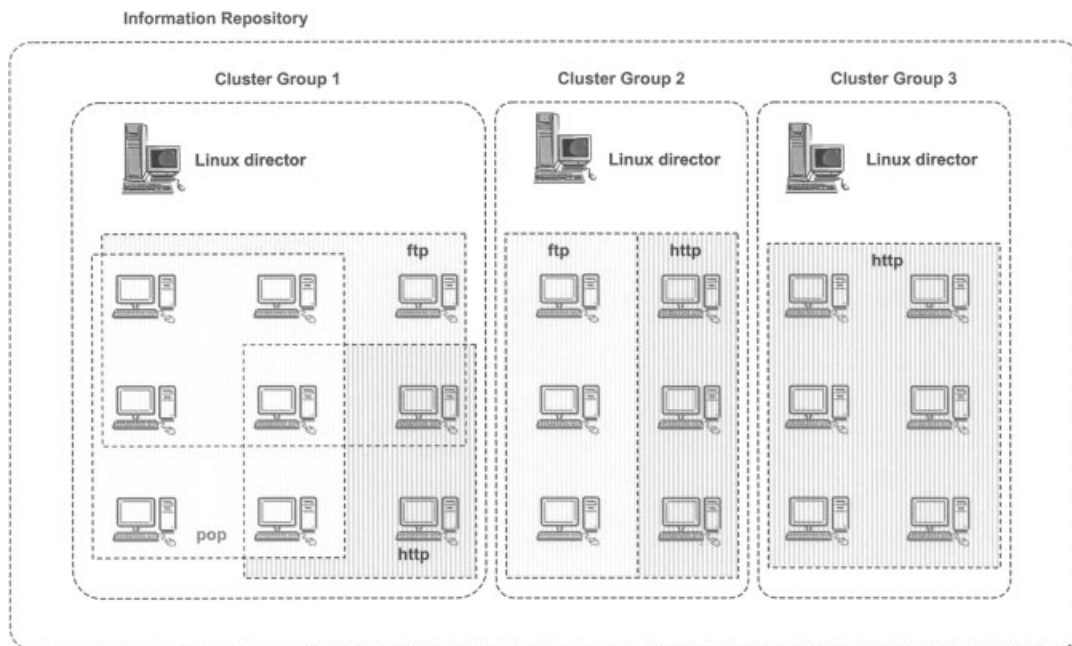 Information Repository
Cluster Group 1
Cluster Group 2
Cluster Group 3
Linux director
Linux director
Linux director
ftp
ftp
http
http
pop
http